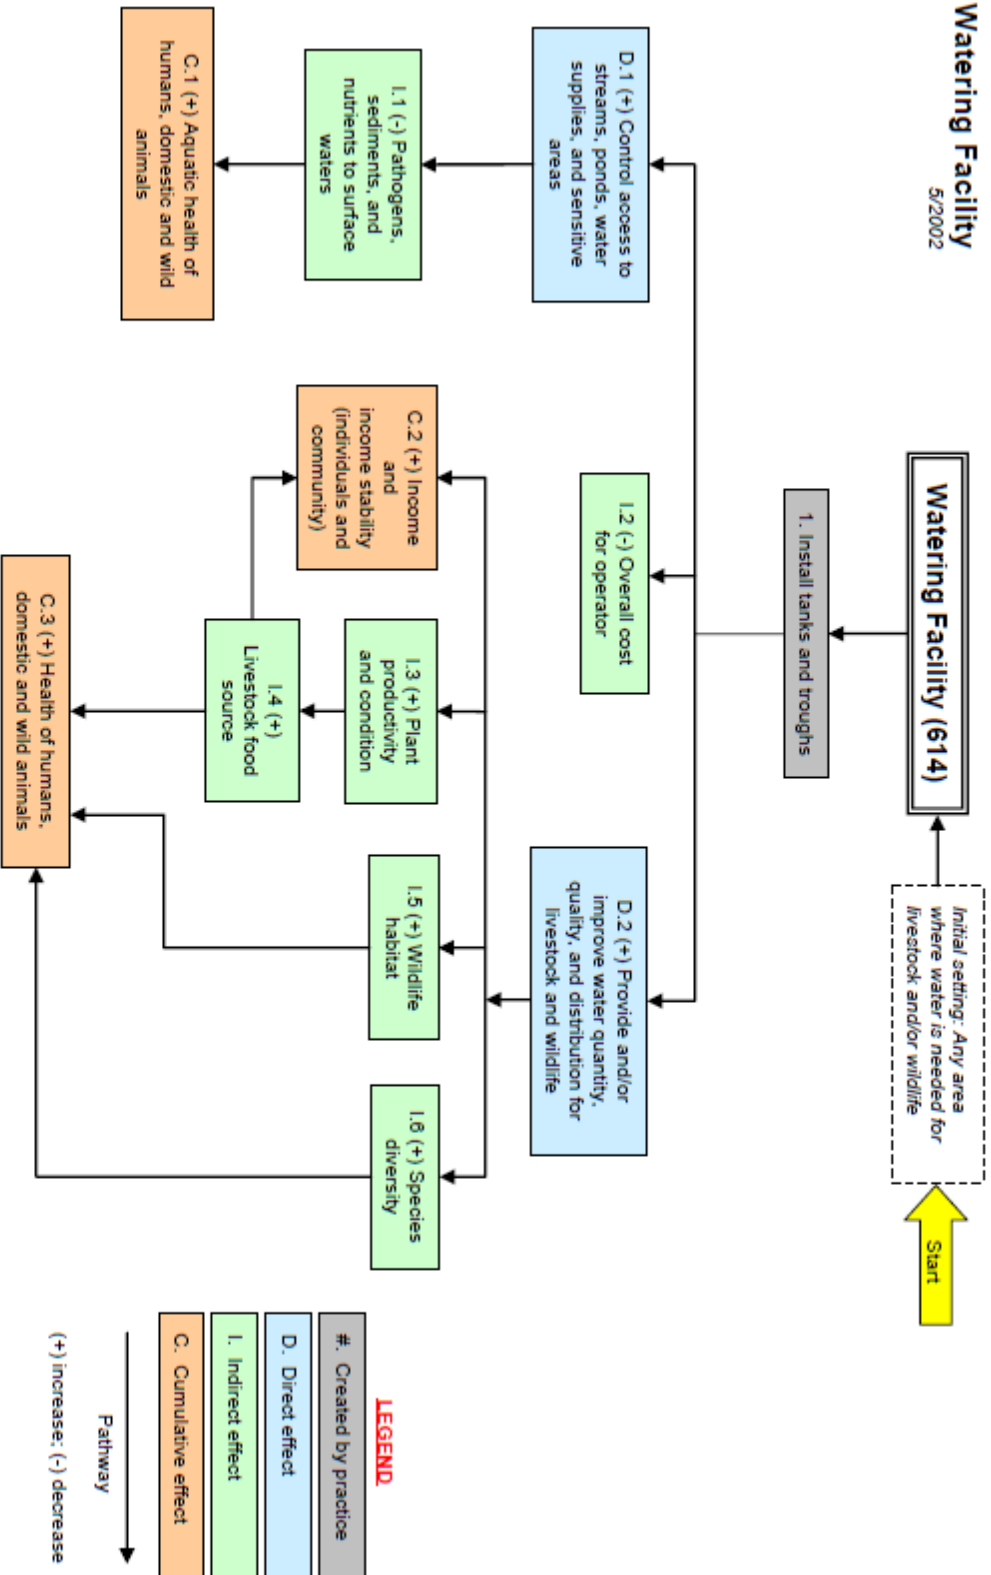 Watering Facility
5/2002
Watering Facility (614)
Initial setting: Any area
where water is needed for
livestock and/or wildlife
Start
1. Install tanks and troughs
D.1 (+) Control access to
streams, ponds, water
supplies, and sensitive
areas
I.2 (-) Overall cost
for operator
D.2 (+) Provide and/or
improve water quantity,
quality, and distribution for
livestock and wildlife
I.1 (-) Pathogens,
sediments, and
nutrients to surface
waters
C.2 (+) Income
and
income stability
(individuals and
community)
I.3 (+) Plant
productivity
and condition
I.5 (+) Wildlife
habitat
I.6 (+) Species
diversity
I.4 (+)
Livestock food
source
C.1 (+) Aquatic health of
humans, domestic and wild
animals
C.3 (+) Health of humans,
domestic and wild animals
LEGEND
#. Created by practice
D. Direct effect
I. Indirect effect
C. Cumulative effect
Pathway
(+) increase; (-) decrease